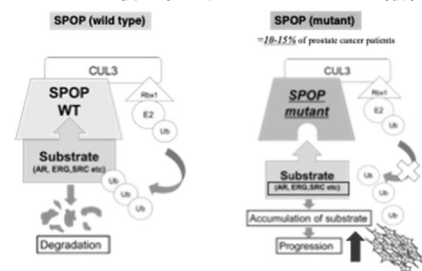 SPOP (wild type)
CUL3
SPOP
WT
Rbx1
E2
Ub
Substrate
(AR, ERG,SRC etc)
Ub
Ub
Ub
Degradation
SPOP (mutant)
=10-15% of prostate cancer patients
CUL3
SPOP
mutant
Rbx1
E2
Ub
Substrate
(AR, ERG,SRC etc)
Ub
Ub
Ub
Accumulation of substrate
Progression